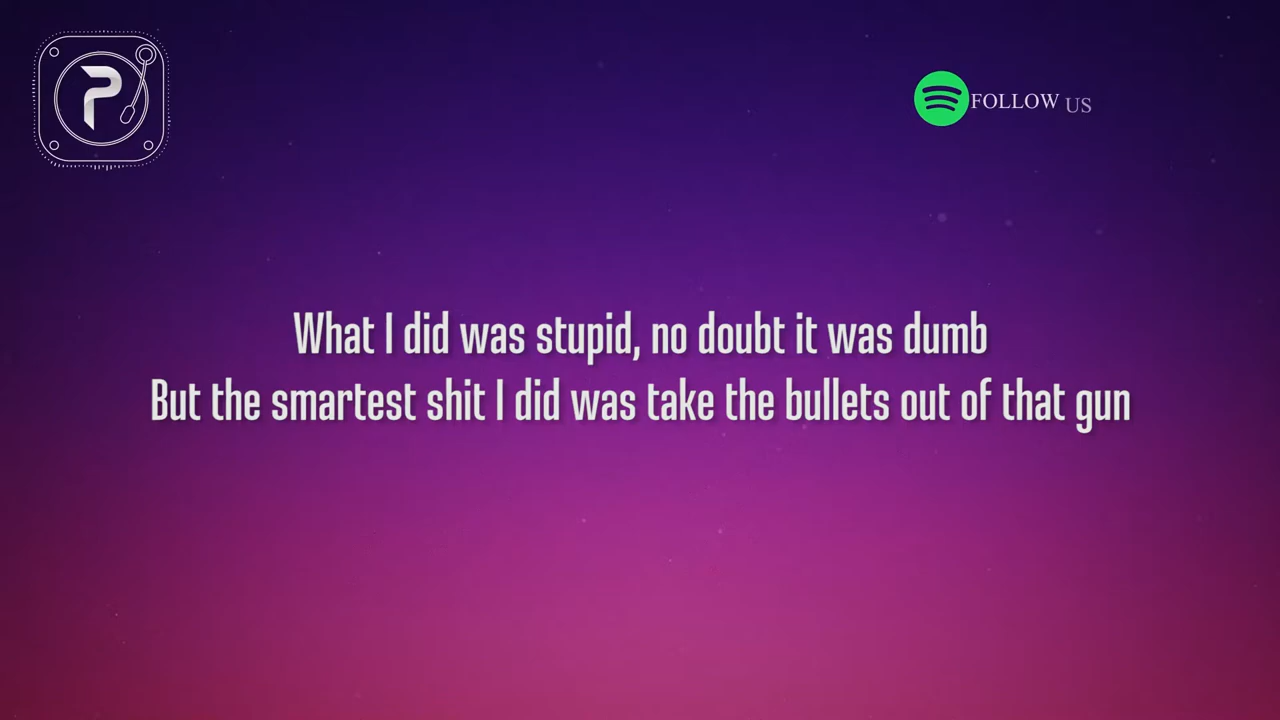 P
FOLLOW US
What I did was stupid, no doubt it was dumb
But the smartest shit I did was take the bullets out of that gun